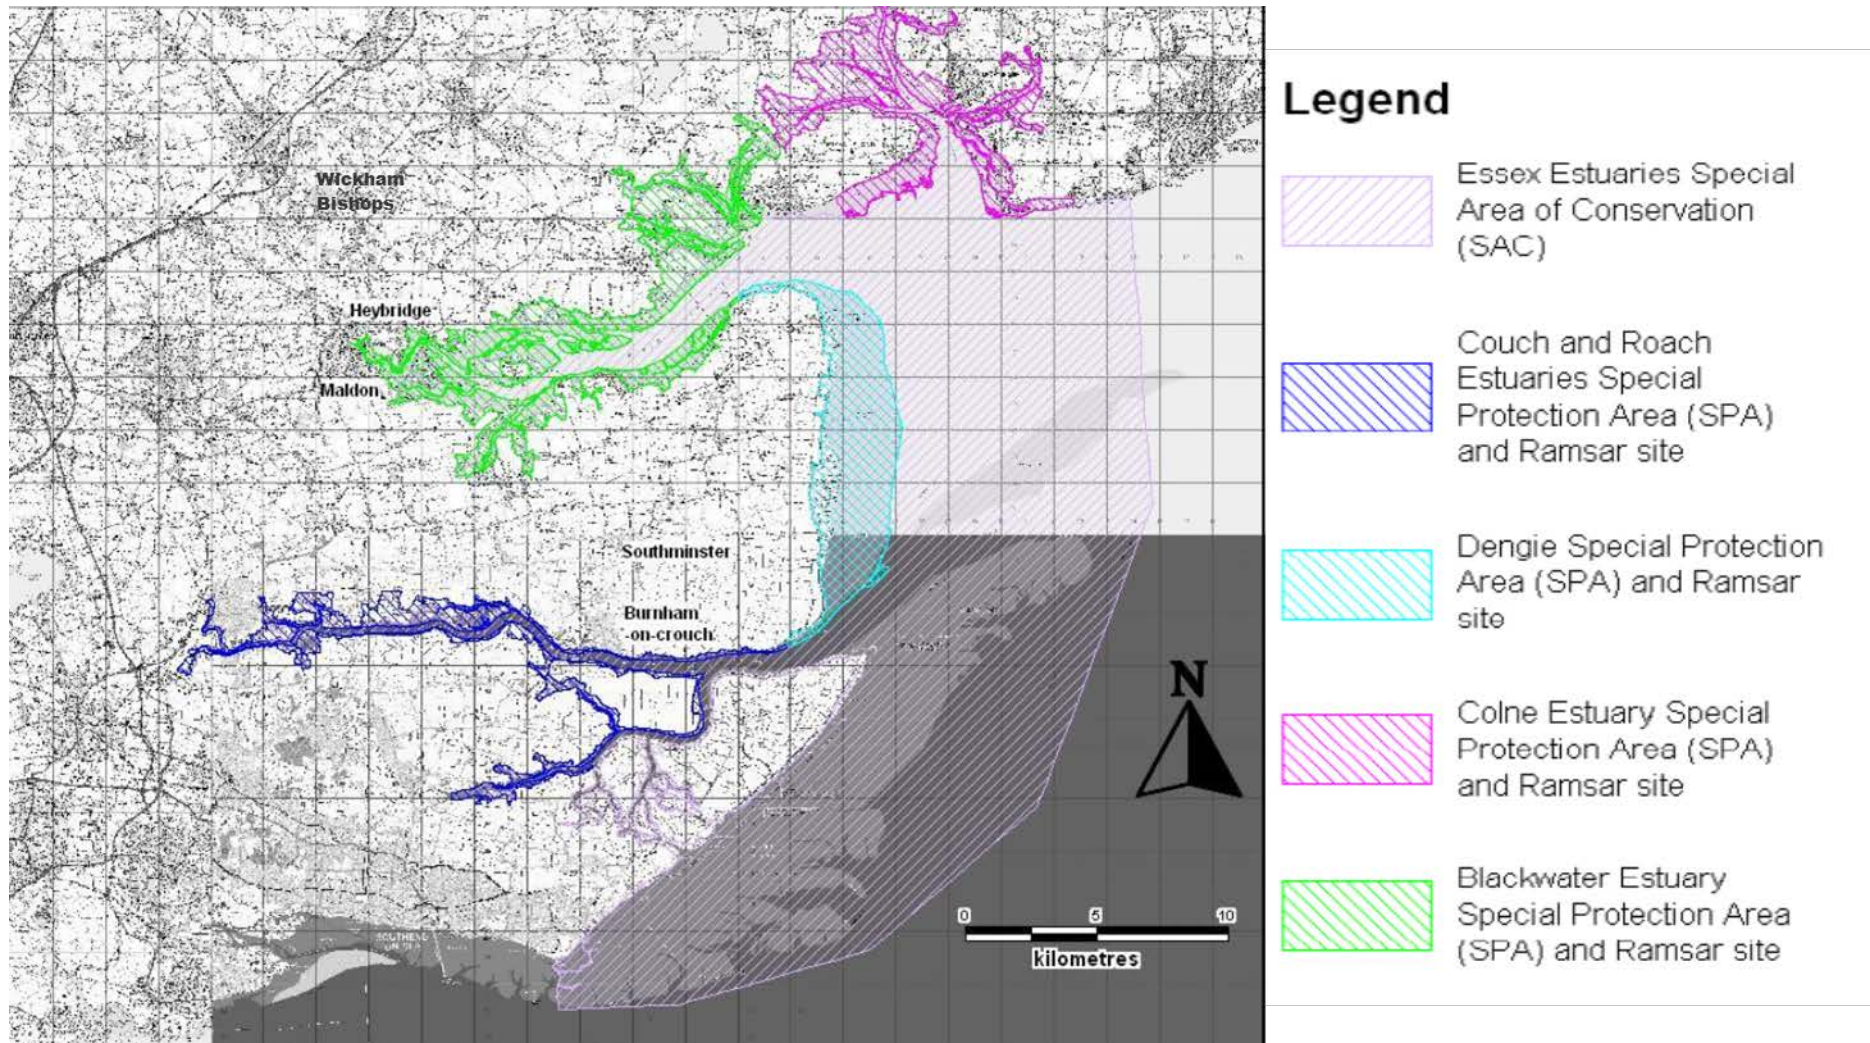 Wickham
Bishops
Heybridge
Maldon
Southminster
Burnham
-on-crouch
SOUTHEND
ON SEA
N
0 5 10
kilometres
Legend
Essex Estuaries Special
Area of Conservation
(SAC)
Couch and Roach
Estuaries Special
Protection Area (SPA)
and Ramsar site
Dengie Special Protection
Area (SPA) and Ramsar
site
Colne Estuary Special
Protection Area (SPA)
and Ramsar site
Blackwater Estuary
Special Protection Area
(SPA) and Ramsar site